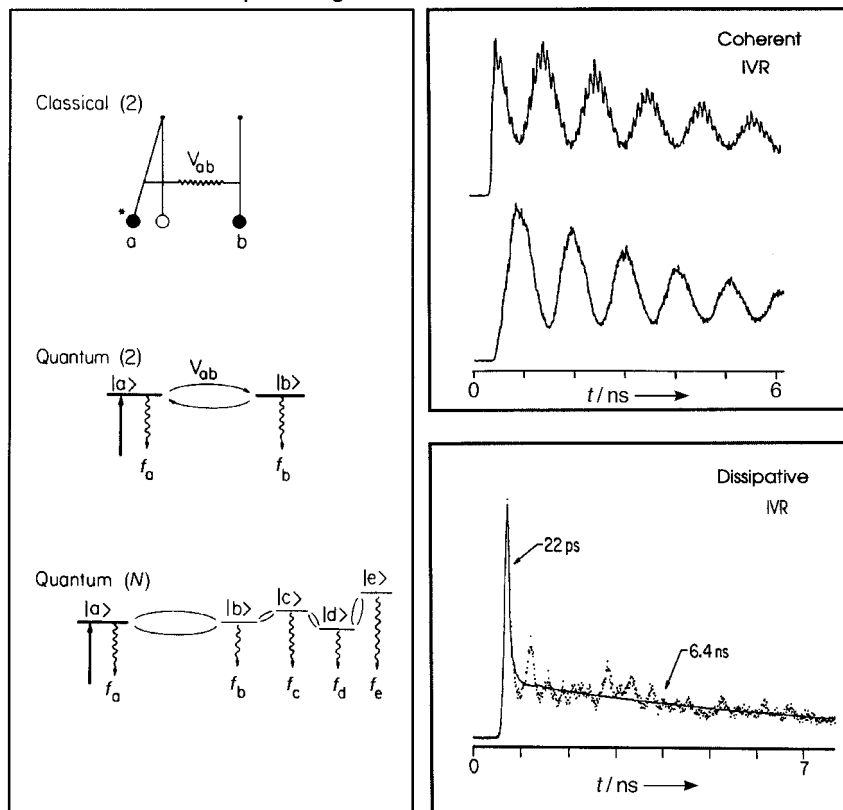 Classical (2)
V_ab
*
a
b
Quantum (2)
V_ab
|a>
|b>
f_a
f_b
Quantum (N)
|a>
|b>
|c>
|d>
|e>
f_a
f_b
f_c
f_d
f_e
Coherent
IVR
0
6
t / ns
Dissipative
IVR
22 ps
6.4 ns
0
7
t / ns